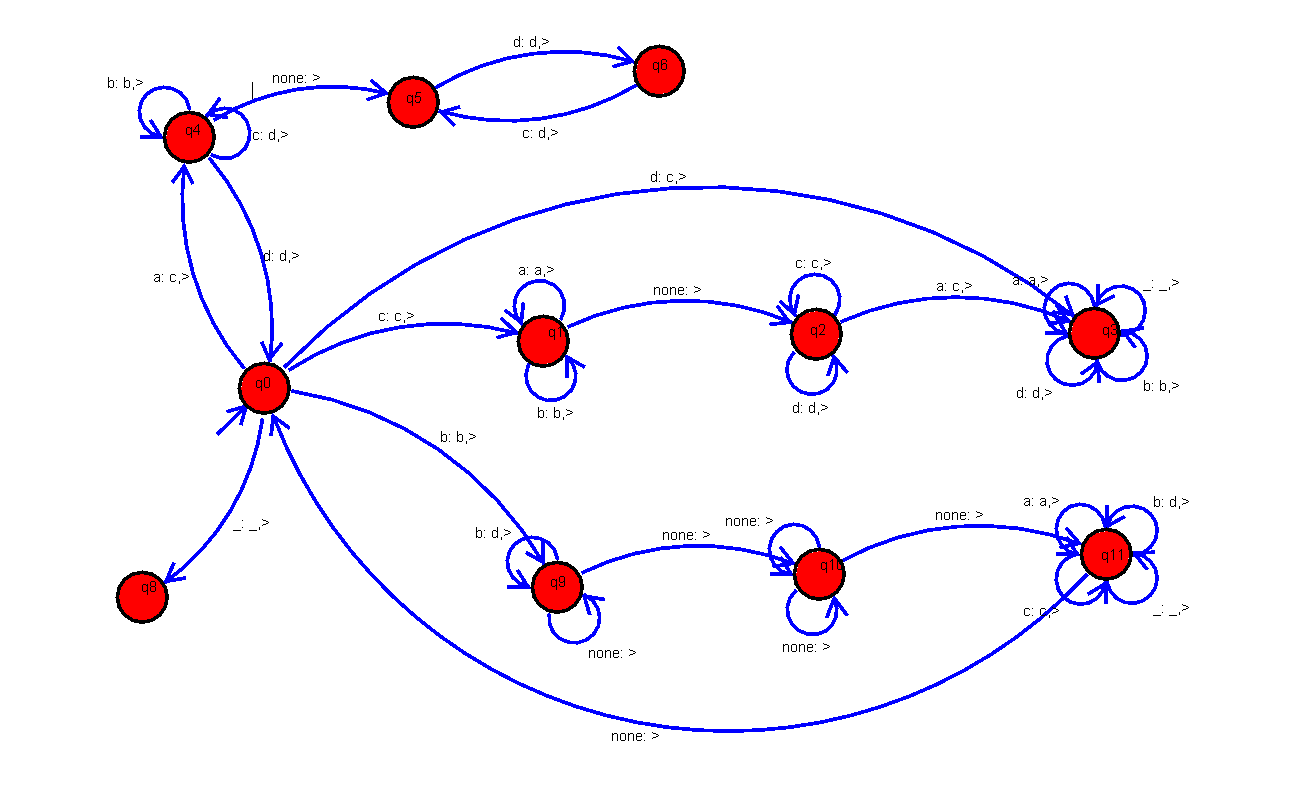 d: d,>
q6
none: >
b: b,>
q5
q4
c: d,>
c: d,>
d: c,>
d: d,>
a: c,>
c: c,>
a: a,>
none: >
a: c,>
a: a,>
_: _,>
c: c,>
q1
q2
q3
q0
b: b,>
d: d,>
d: d,>
b: b,>
b: b,>
_: _,>
b: d,>
none: >
none: >
none: >
a: a,>
b: d,>
q8
q9
q1
q11
none: >
none: >
c: c,>
_: _,>
none: >